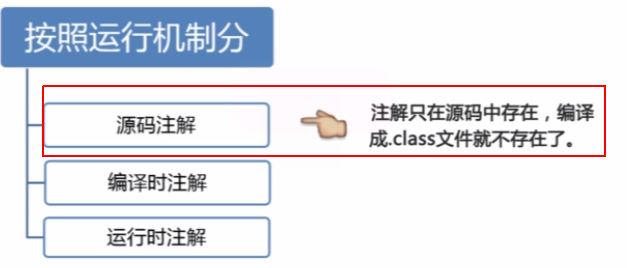 按照运行机制分
源码注解
注解只在源码中存在，编译
成.class文件就不存在了。
编译时注解
运行时注解